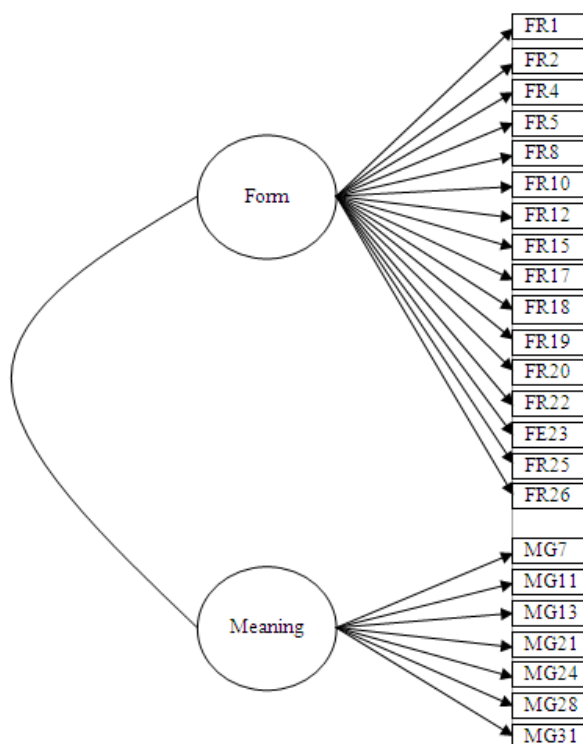 FR1
FR2
FR4
FR5
FR8
Form
FR10
FR12
FR15
FR17
FR18
FR19
FR20
FR22
FE23
FR25
FR26
MG7
MG11
MG13
Meaning
MG21
MG24
MG28
MG31